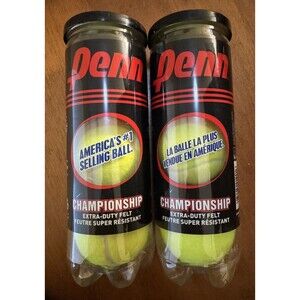 Penn
AMERICA'S #1
SELLING BALL
CHAMPIONSHIP
EXTRA-DUTY FELT
FEUTRE SUPER RÉSISTANT
Penn
LA BALLE LA PLUS
VENDUE EN AMÉRIQUE
CHAMPIONSHIP
EXTRA-DUTY FELT
FEUTRE SUPER RÉSISTANT